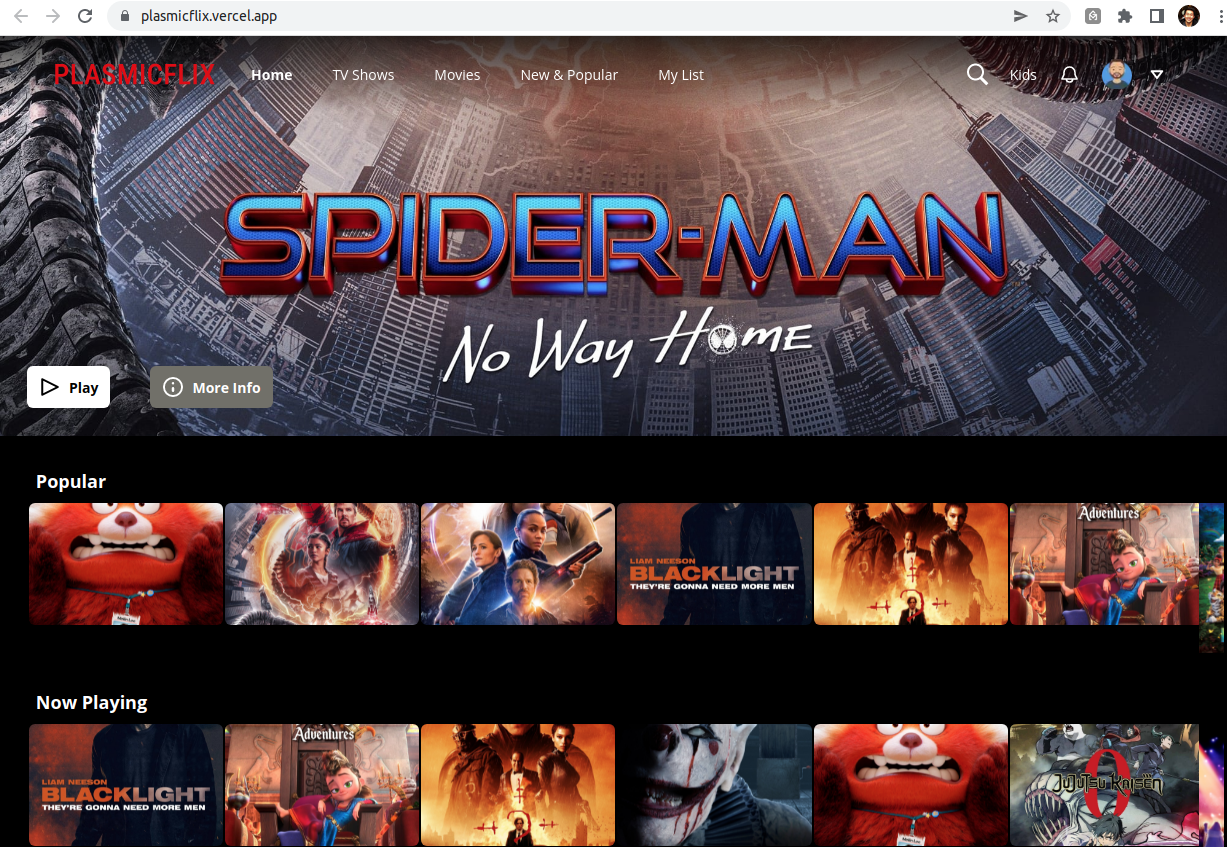 plasmicflix.vercel.app
PLASMICFLIX Home TV Shows Movies New & Popular My List Kids
SPIDER-MAN
No Way Home
Play More Info
Popular
Adventures
LIAM NEESON
BLACKLIGHT
THEY'RE GONNA NEED MORE MEN
Now Playing
Adventures
LIAM NEESON
BLACKLIGHT
THEY'RE GONNA NEED MORE MEN
JUJUTSU KAISEN
0